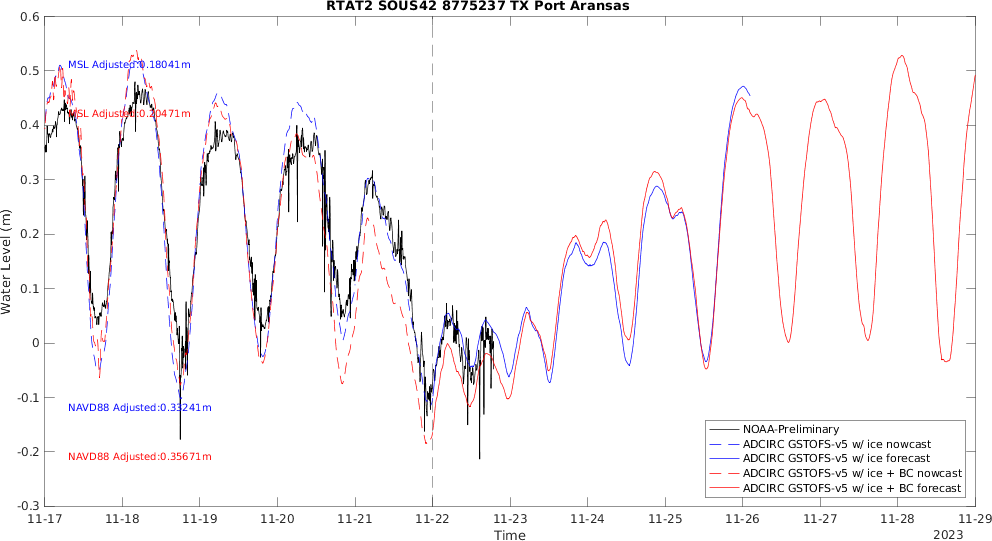 RTAT2 SOUS42 8775237 TX Port Aransas
0.6
0.5
0.4
0.3
0.2
0.1
0
-0.1
-0.2
-0.3
Water Level (m)
MSL Adjusted:0.18041m
MSL Adjusted:0.20471m
NAVD88 Adjusted:0.33241m
NAVD88 Adjusted:0.35671m
NOAA-Preliminary
ADCIRC GSTOFS-v5 w/ ice nowcast
ADCIRC GSTOFS-v5 w/ ice forecast
ADCIRC GSTOFS-v5 w/ ice + BC nowcast
ADCIRC GSTOFS-v5 w/ ice + BC forecast
11-17 11-18 11-19 11-20 11-21 11-22 11-23 11-24 11-25 11-26 11-27 11-28 11-29
Time
2023